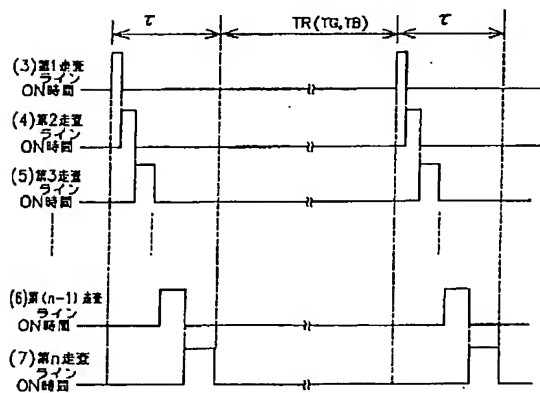 τ TR(TG,TB) τ
(3)第1走査
ライン
ON時間
(4)第2走査
ライン
ON時間
(5)第3走査
ライン
ON時間
(6)第(n-1)走査
ライン
ON時間
(7)第n走査
ライン
ON時間